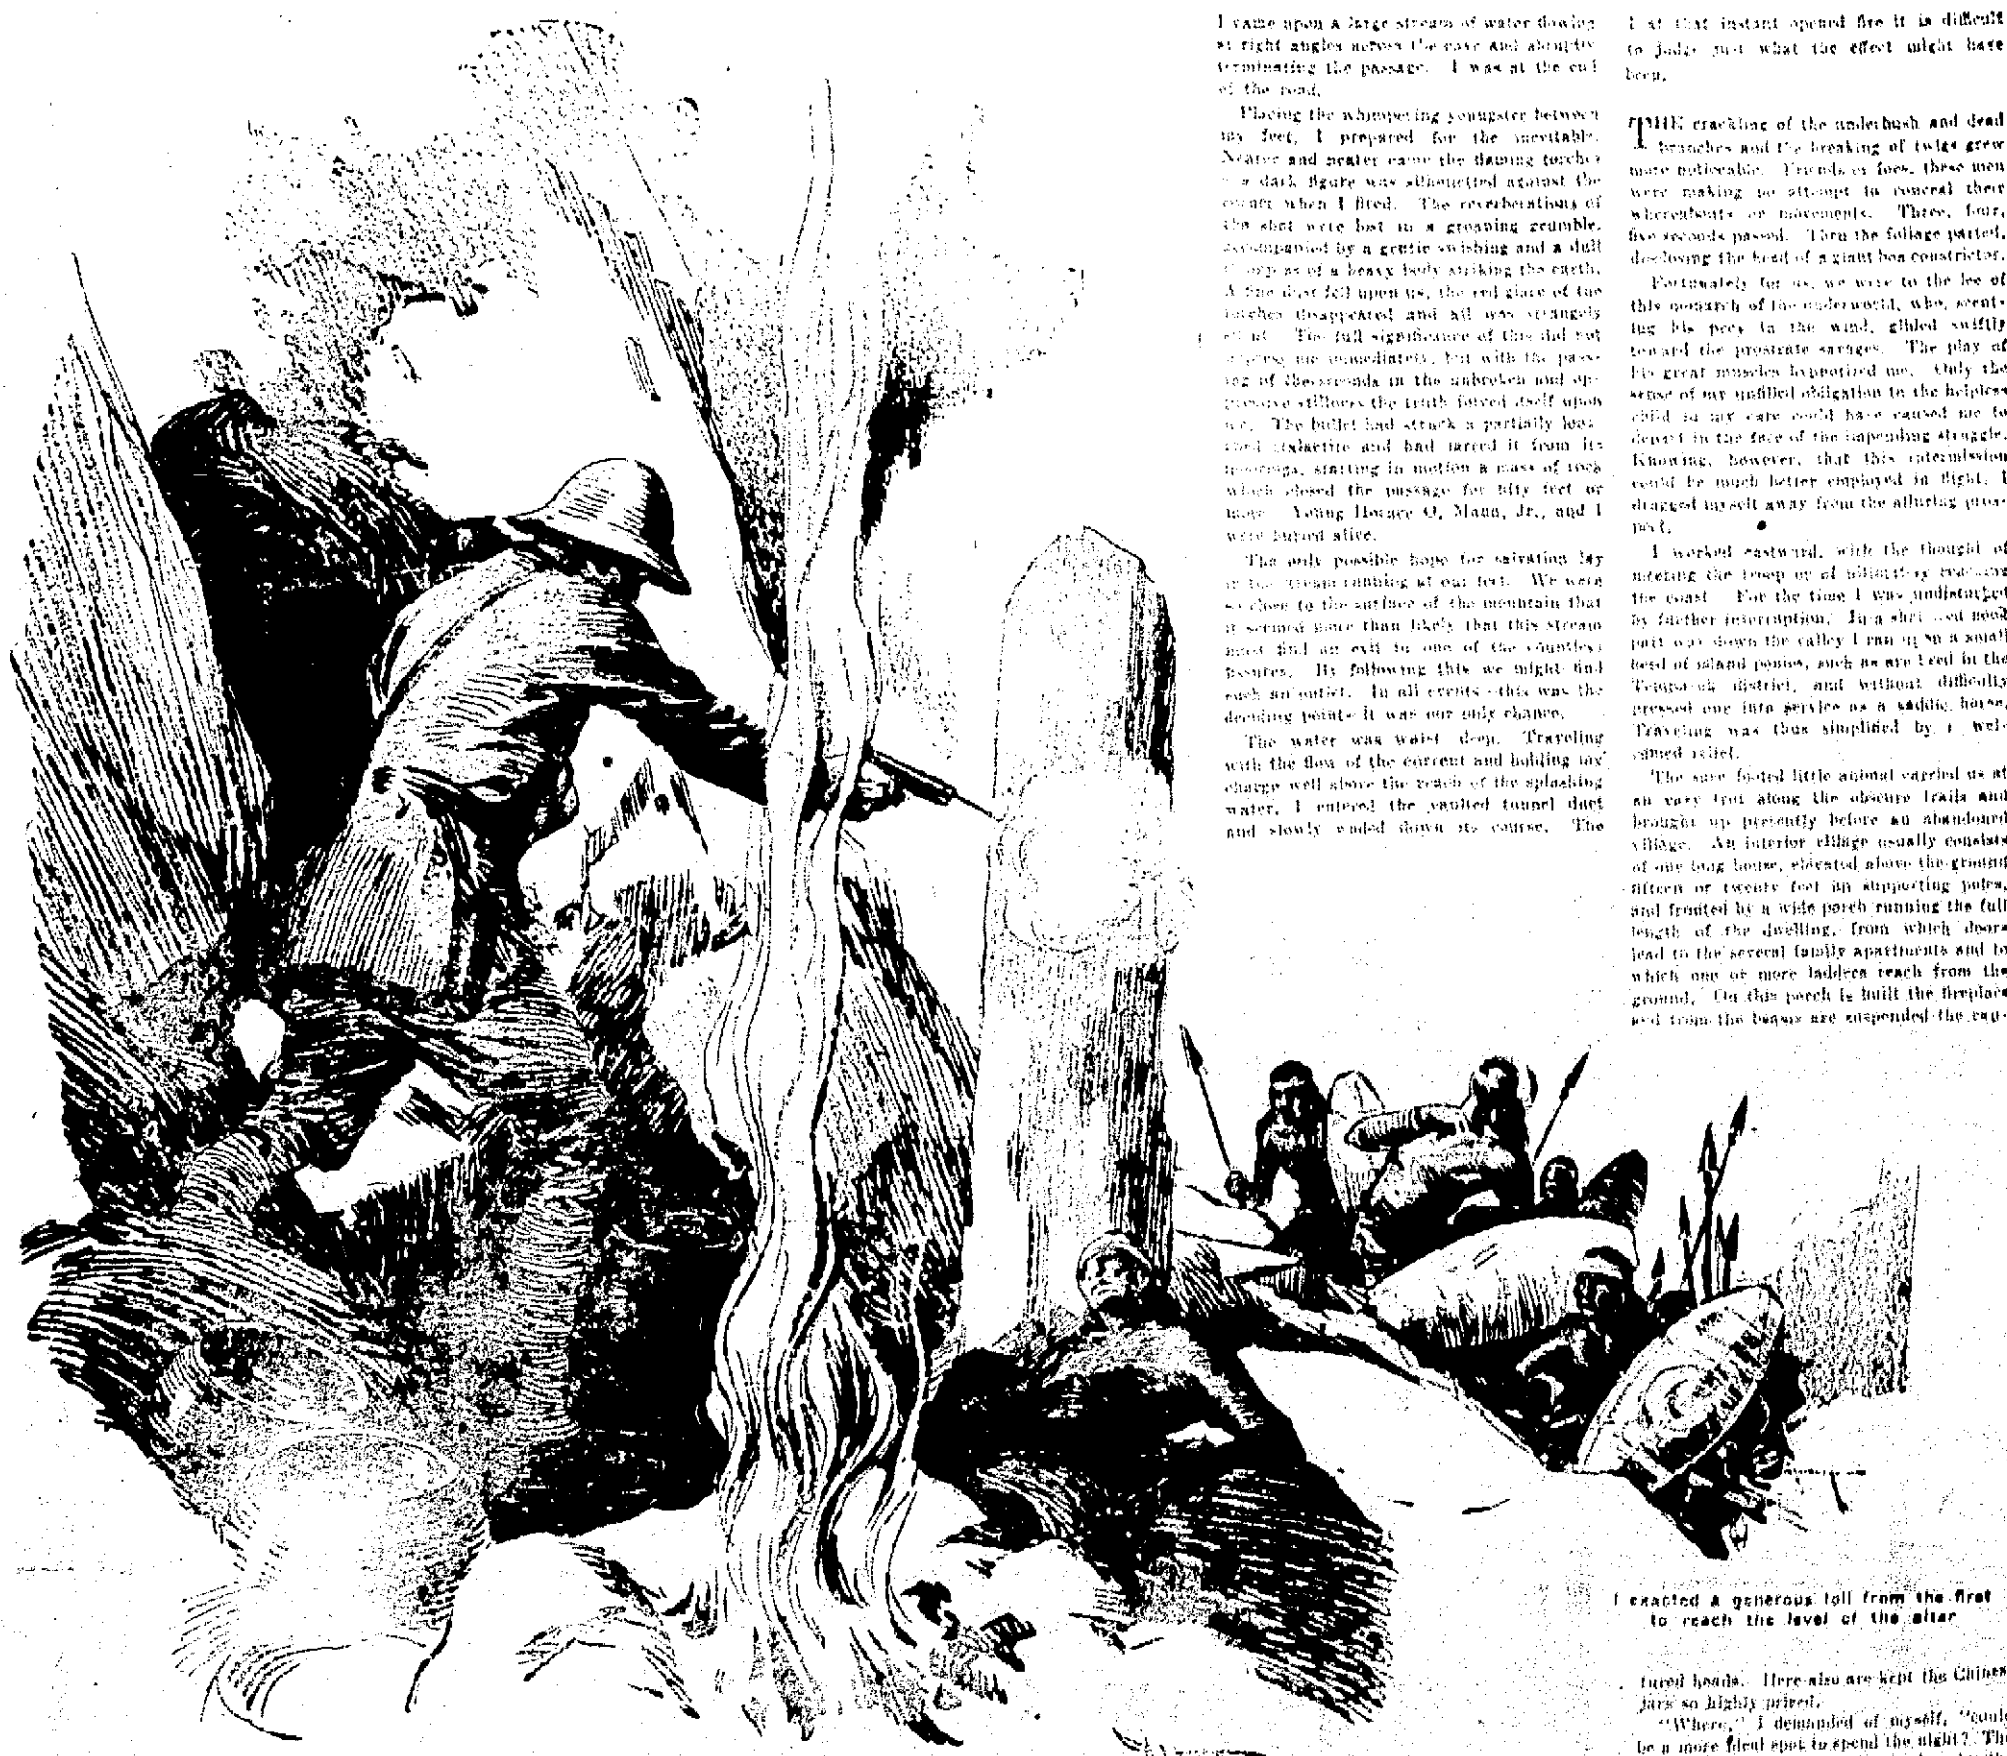 I came upon a large stream of water flowing
at right angles across the cave and abruptly
terminating the passage. I was at the end
of the road.
Placing the whimpering youngster between
my feet, I prepared for the inevitable.
Nearer and nearer came the flaming torches
a dark figure was silhouetted against the
when I fired. The reverberations of
the shot were lost in a groaning grumble,
accompanied by a gentle swishing and a dull
as of a heavy body striking the earth.
A fine dust fell upon us, the red glare of the
torches disappeared and all was strangely
The full significance of this did not
me immediately, but with the pass-
ing of the seconds in the unbroken and op-
pressive stillness the truth forced itself upon
me. The bullet had struck a partially loos-
ened stalactite and had jarred it from its
moorings, starting in motion a mass of rock
which closed the passage for fifty feet or
more. Young Horace O. Mann, Jr., and I
were buried alive.
The only possible hope for salvation lay
in the stream running at our feet. We were
so close to the surface of the mountain that
it seemed more than likely that this stream
must find an exit in one of the countless
fissures. By following this we might find
such an outlet. In all events this was the
deciding point. It was our only chance.
The water was waist deep. Traveling
with the flow of the current and holding my
charge well above the reach of the splashing
water, I entered the vaulted tunnel duct
and slowly waded down its course. The
I at that instant opened fire it is difficult
to judge just what the effect might have
been.
THE crackling of the underbush and dead
branches and the breaking of twigs grew
more noticeable. Friends or foes, these men
were making no attempt to conceal their
whereabouts or movements. Three, four,
five seconds passed. Then the foliage parted,
disclosing the head of a giant boa constrictor.
Fortunately for us, we were to the lee of
this monarch of the underworld, who, scent-
ing his prey in the wind, glided swiftly
toward the prostrate savages. The play of
his great muscles hypnotized me. Only the
sense of my unfilled obligation to the helpless
child in my care could have caused me to
depart in the face of the impending struggle.
Knowing, however, that this intermission
could be much better employed in flight, I
dragged myself away from the alluring pros-
pect.
I worked eastward, with the thought of
meeting the troop or of ultimately reaching
the coast. For the time I was undisturbed
by further interruption. In a sheltered nook
part way down the valley I ran upon a small
herd of island ponies, such as are bred in the
district, and without difficulty
pressed one into service as a saddle horse.
Traveling was thus simplified by a wel-
comed relief.
The sure footed little animal carried us at
an easy trot along the obscure trails and
brought up presently before an abandoned
village. An interior village usually consists
of one long house, elevated above the ground
fifteen or twenty feet on supporting poles,
and fronted by a wide porch running the full
length of the dwelling, from which doors
lead to the several family apartments and to
which one or more ladders reach from the
ground. On this porch is built the fireplace
and from the beams are suspended the cap-
I exacted a generous toll from the first
to reach the level of the altar
tured heads. Here also are kept the Chinese
jars so highly prized.
"Where," I demanded of myself, "could
be a more ideal spot to spend the night? The